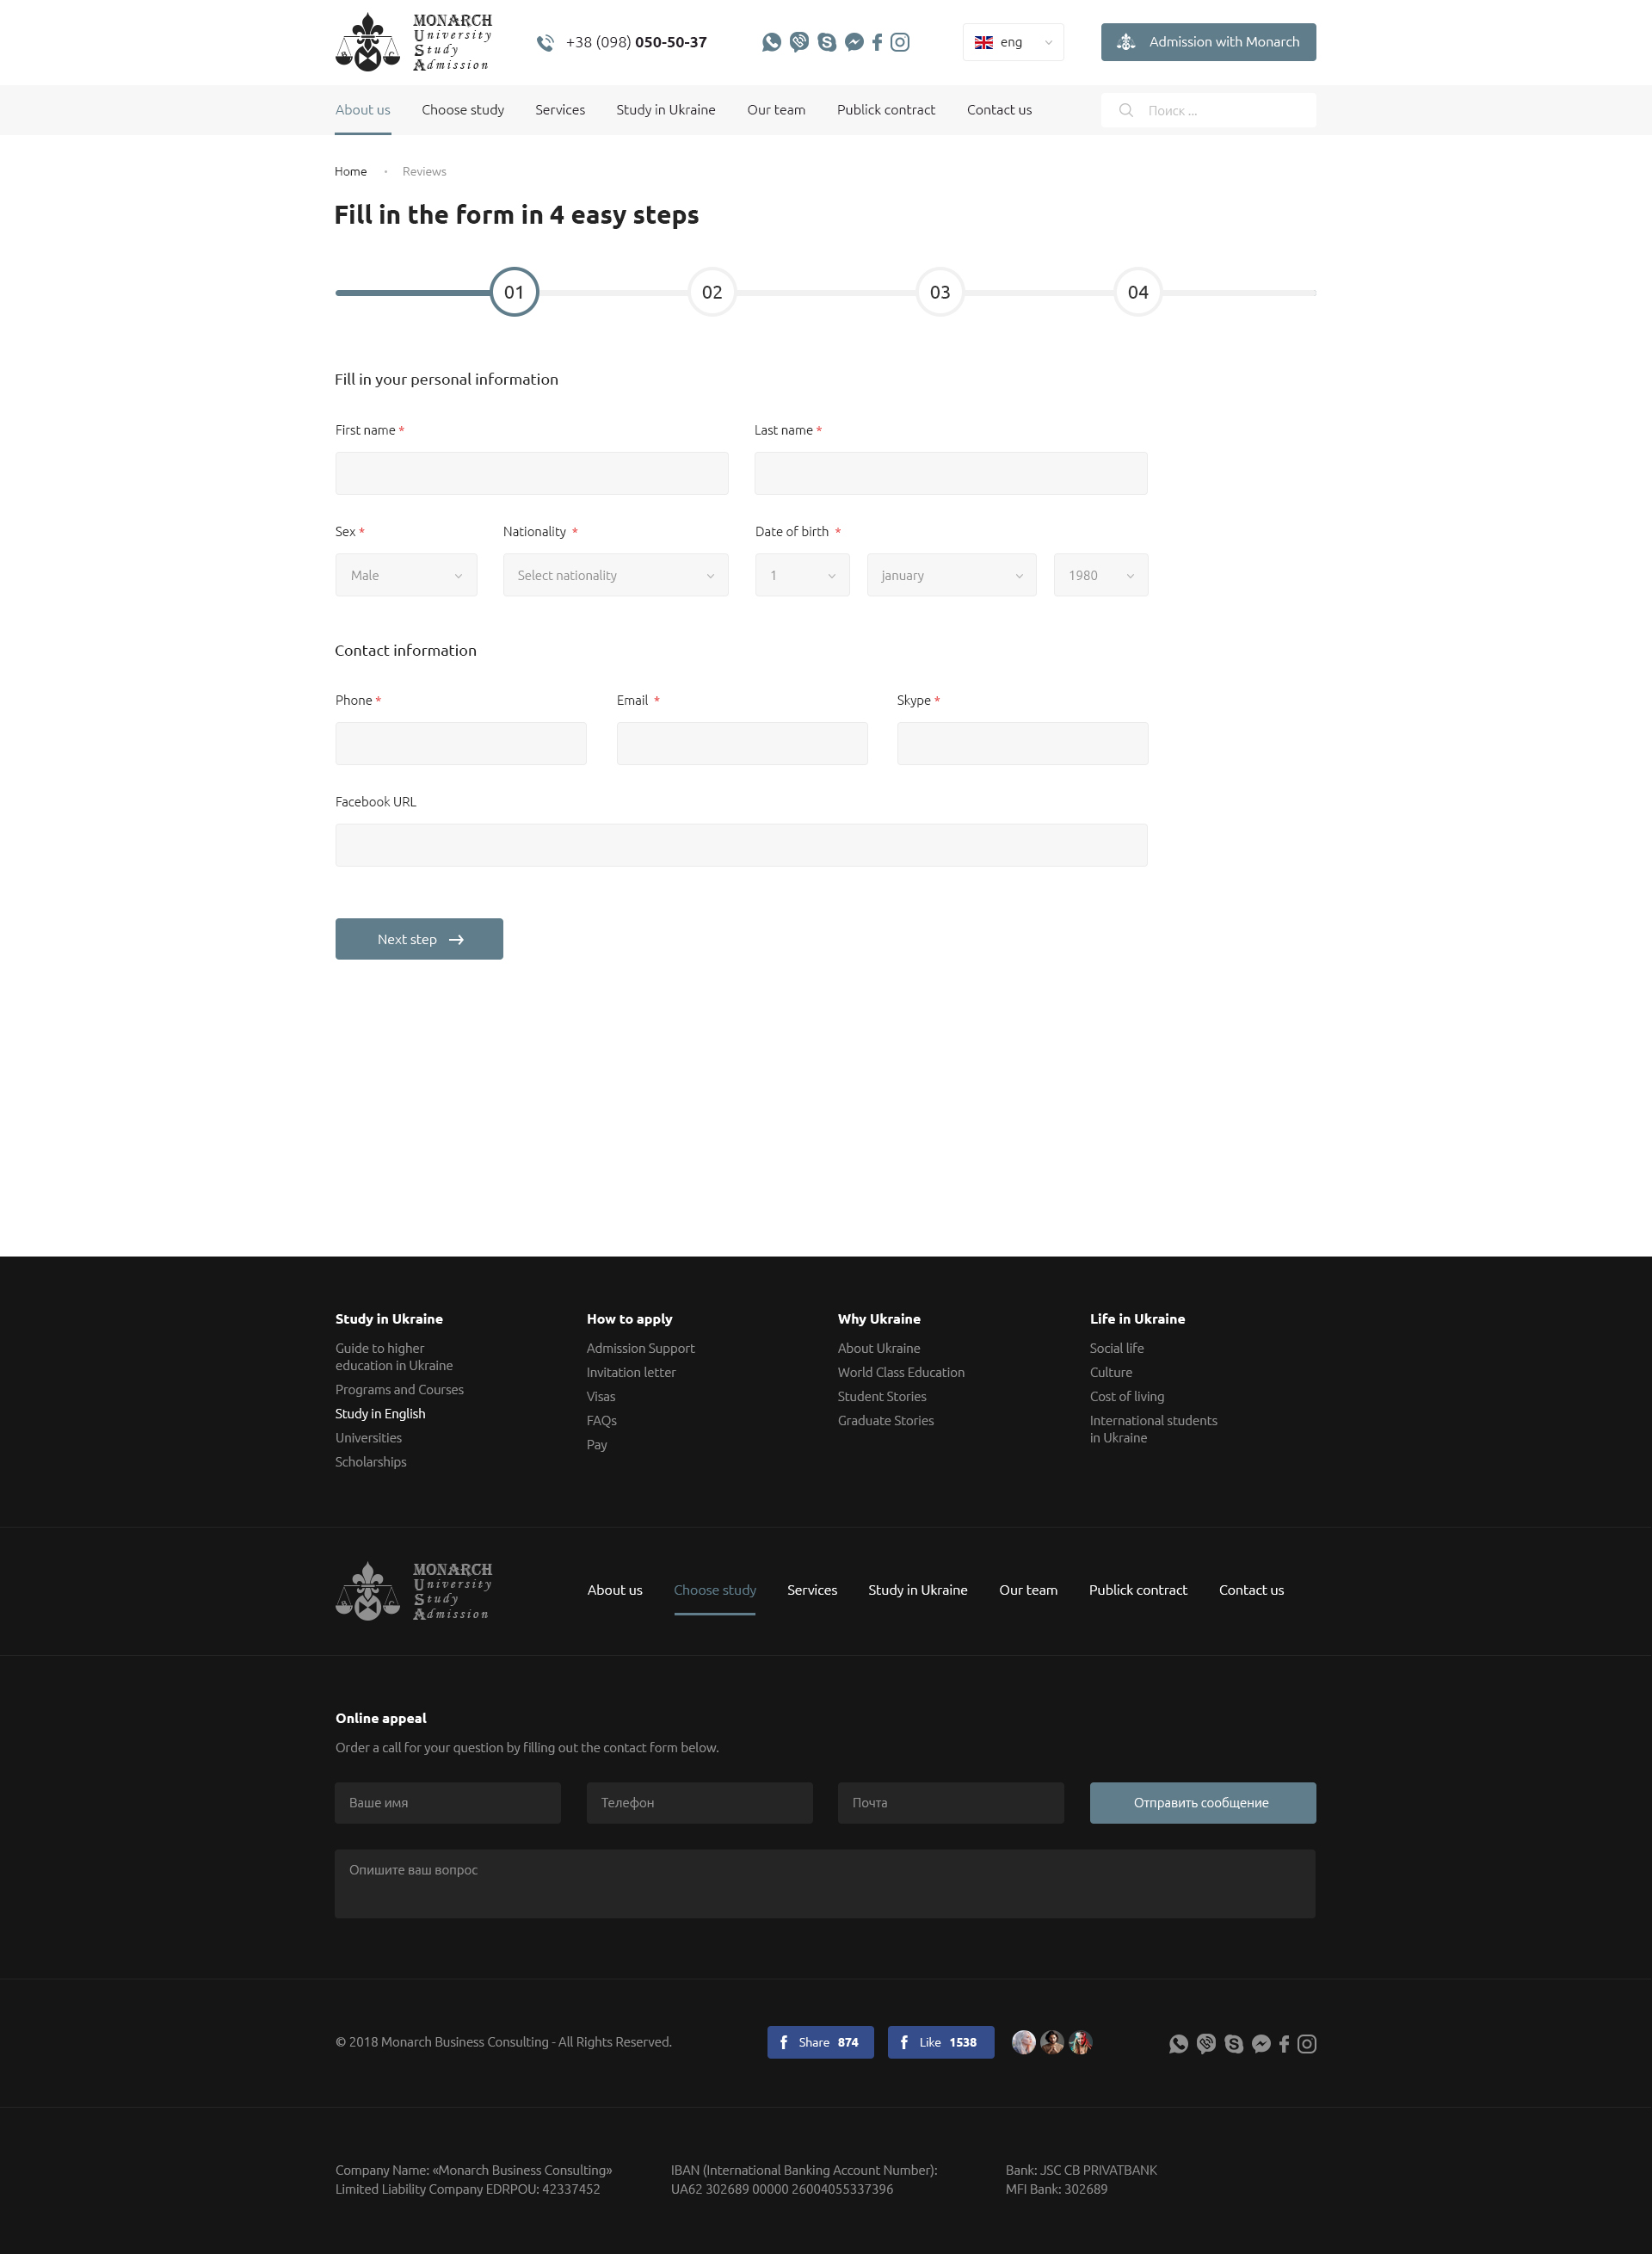 MONARCH
University
Study
Admission
+38 (098) 050-50-37
eng
Admission with Monarch
About us
Choose study
Services
Study in Ukraine
Our team
Publick contract
Contact us
Поиск ...
Home
Reviews
Fill in the form in 4 easy steps
01
02
03
04
Fill in your personal information
First name *
Last name *
Sex *
Nationality *
Date of birth *
Male
Select nationality
1
january
1980
Contact information
Phone *
Email *
Skype *
Facebook URL
Next step
Study in Ukraine
Guide to higher
education in Ukraine
Programs and Courses
Study in English
Universities
Scholarships
How to apply
Admission Support
Invitation letter
Visas
FAQs
Pay
Why Ukraine
About Ukraine
World Class Education
Student Stories
Graduate Stories
Life in Ukraine
Social life
Culture
Cost of living
International students
in Ukraine
MONARCH
University
Study
Admission
About us
Choose study
Services
Study in Ukraine
Our team
Publick contract
Contact us
Online appeal
Order a call for your question by filling out the contact form below.
Ваше имя
Телефон
Почта
Отправить сообщение
Опишите ваш вопрос
© 2018 Monarch Business Consulting - All Rights Reserved.
Share 874
Like 1538
Company Name: «Monarch Business Consulting»
Limited Liability Company EDRPOU: 42337452
IBAN (International Banking Account Number):
UA62 302689 00000 26004055337396
Bank: JSC CB PRIVATBANK
MFI Bank: 302689